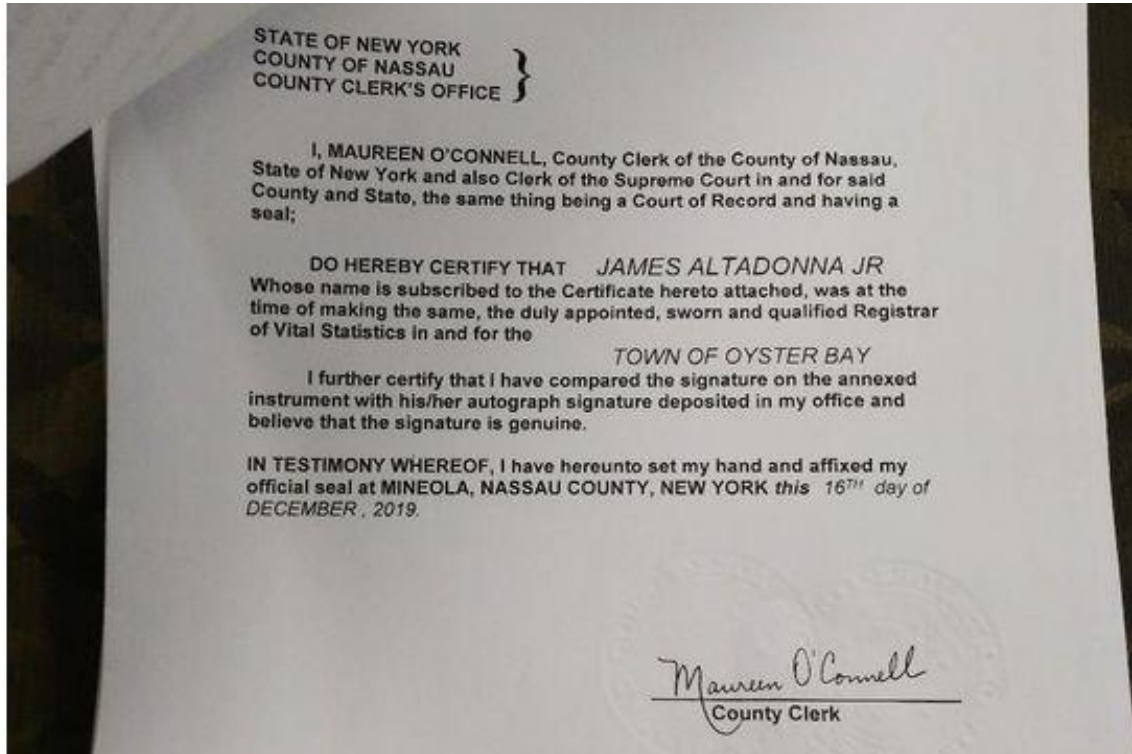 STATE OF NEW YORK
COUNTY OF NASSAU
COUNTY CLERK'S OFFICE }
I, MAUREEN O'CONNELL, County Clerk of the County of Nassau,
State of New York and also Clerk of the Supreme Court in and for said
County and State, the same thing being a Court of Record and having a
seal;
DO HEREBY CERTIFY THAT JAMES ALTADONNA JR
Whose name is subscribed to the Certificate hereto attached, was at the
time of making the same, the duly appointed, sworn and qualified Registrar
of Vital Statistics in and for the
TOWN OF OYSTER BAY
I further certify that I have compared the signature on the annexed
instrument with his/her autograph signature deposited in my office and
believe that the signature is genuine.
IN TESTIMONY WHEREOF, I have hereunto set my hand and affixed my
official seal at MINEOLA, NASSAU COUNTY, NEW YORK this 16TH day of
DECEMBER , 2019.
Maureen O'Connell
County Clerk